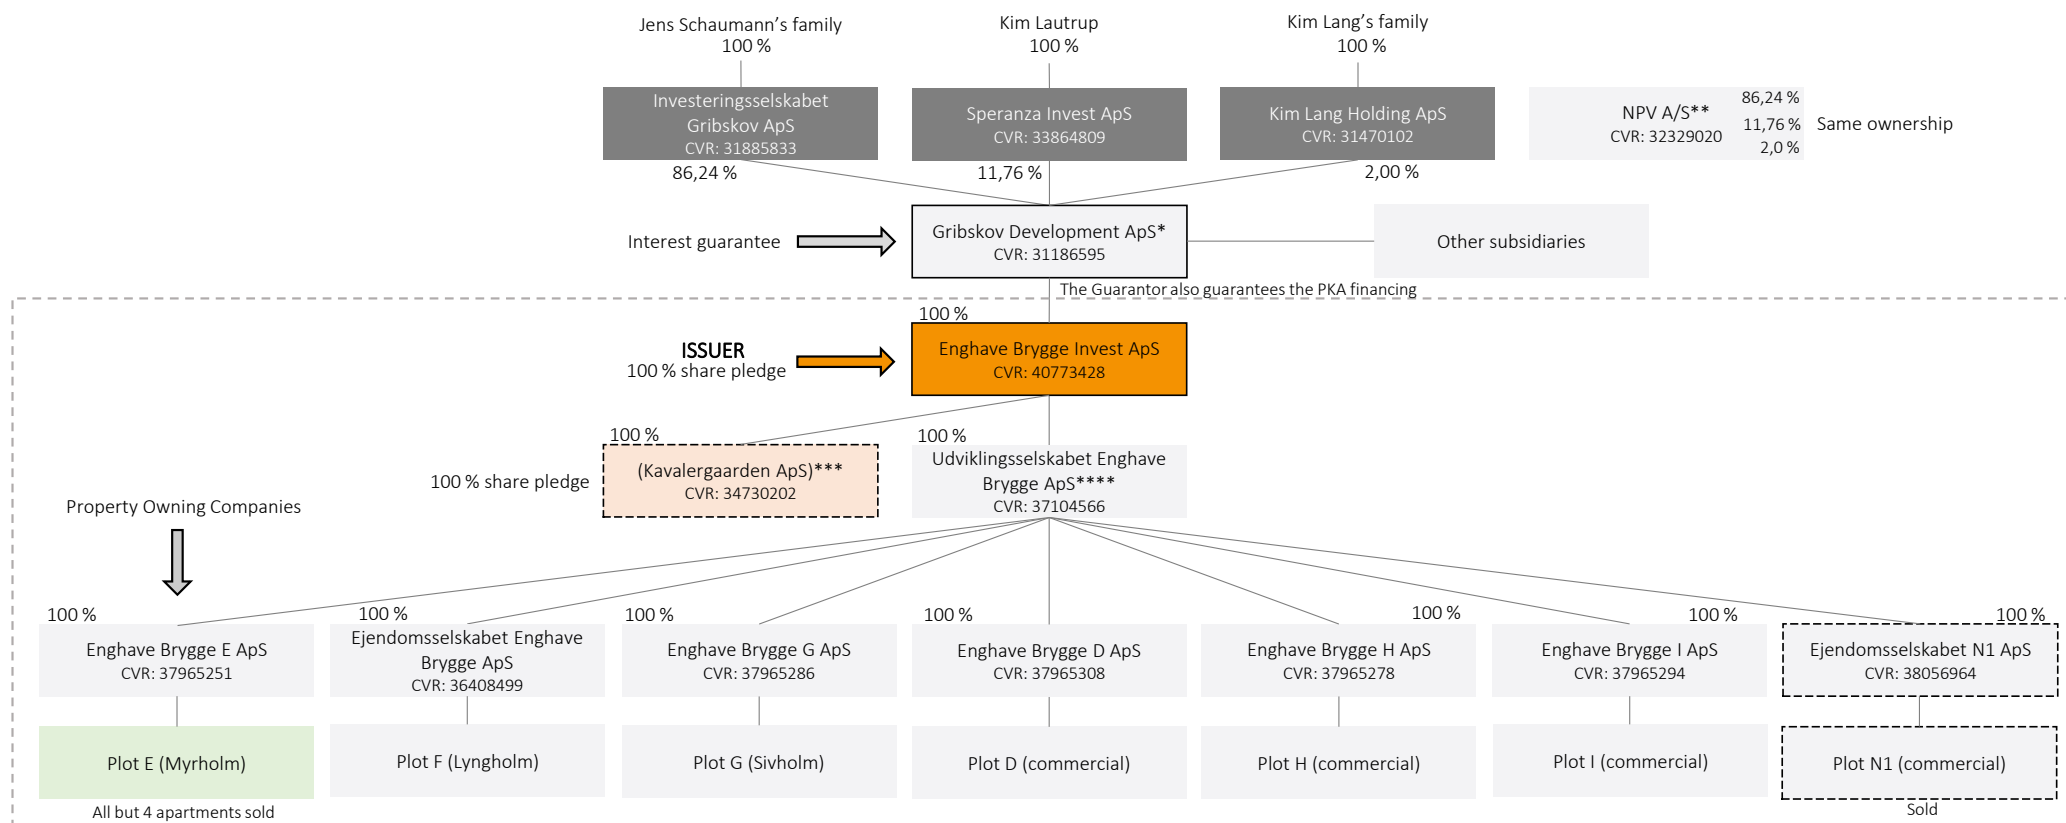 Jens Schaumann's family
100 %
Kim Lautrup
100 %
Kim Lang's family
100 %
Investeringsselskabet
Gribskov ApS
CVR: 31885833
Speranza Invest ApS
CVR: 33864809
Kim Lang Holding ApS
CVR: 31470102
NPV A/S**
CVR: 32329020
86,24 %
11,76 %
2,0 %
Same ownership
86,24 %
11,76 %
2,00 %
Interest guarantee
Gribskov Development ApS*
CVR: 31186595
Other subsidiaries
The Guarantor also guarantees the PKA financing
100 %
ISSUER
100 % share pledge
Enghave Brygge Invest ApS
CVR: 40773428
100 %
100 %
100 % share pledge
(Kavalergaarden ApS)***
CVR: 34730202
Udviklingsselskabet Enghave
Brygge ApS****
CVR: 37104566
Property Owning Companies
100 %
100 %
100 %
100 %
100 %
100 %
100 %
Enghave Brygge E ApS
CVR: 37965251
Ejendomsselskabet Enghave
Brygge ApS
CVR: 36408499
Enghave Brygge G ApS
CVR: 37965286
Enghave Brygge D ApS
CVR: 37965308
Enghave Brygge H ApS
CVR: 37965278
Enghave Brygge I ApS
CVR: 37965294
Ejendomsselskabet N1 ApS
CVR: 38056964
Plot E (Myrholm)
Plot F (Lyngholm)
Plot G (Sivholm)
Plot D (commercial)
Plot H (commercial)
Plot I (commercial)
Plot N1 (commercial)
All but 4 apartments sold
Sold